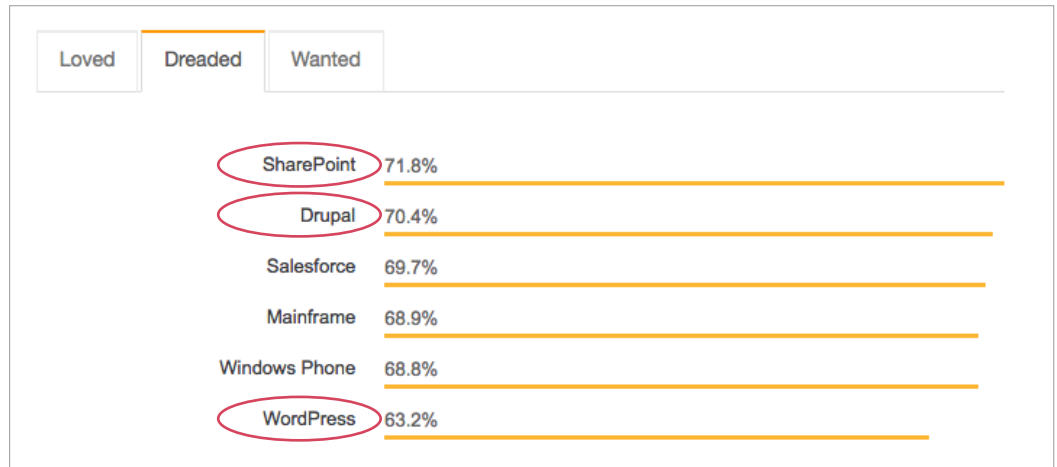 Loved Dreaded Wanted
SharePoint 71.8%
Drupal 70.4%
Salesforce 69.7%
Mainframe 68.9%
Windows Phone 68.8%
WordPress 63.2%